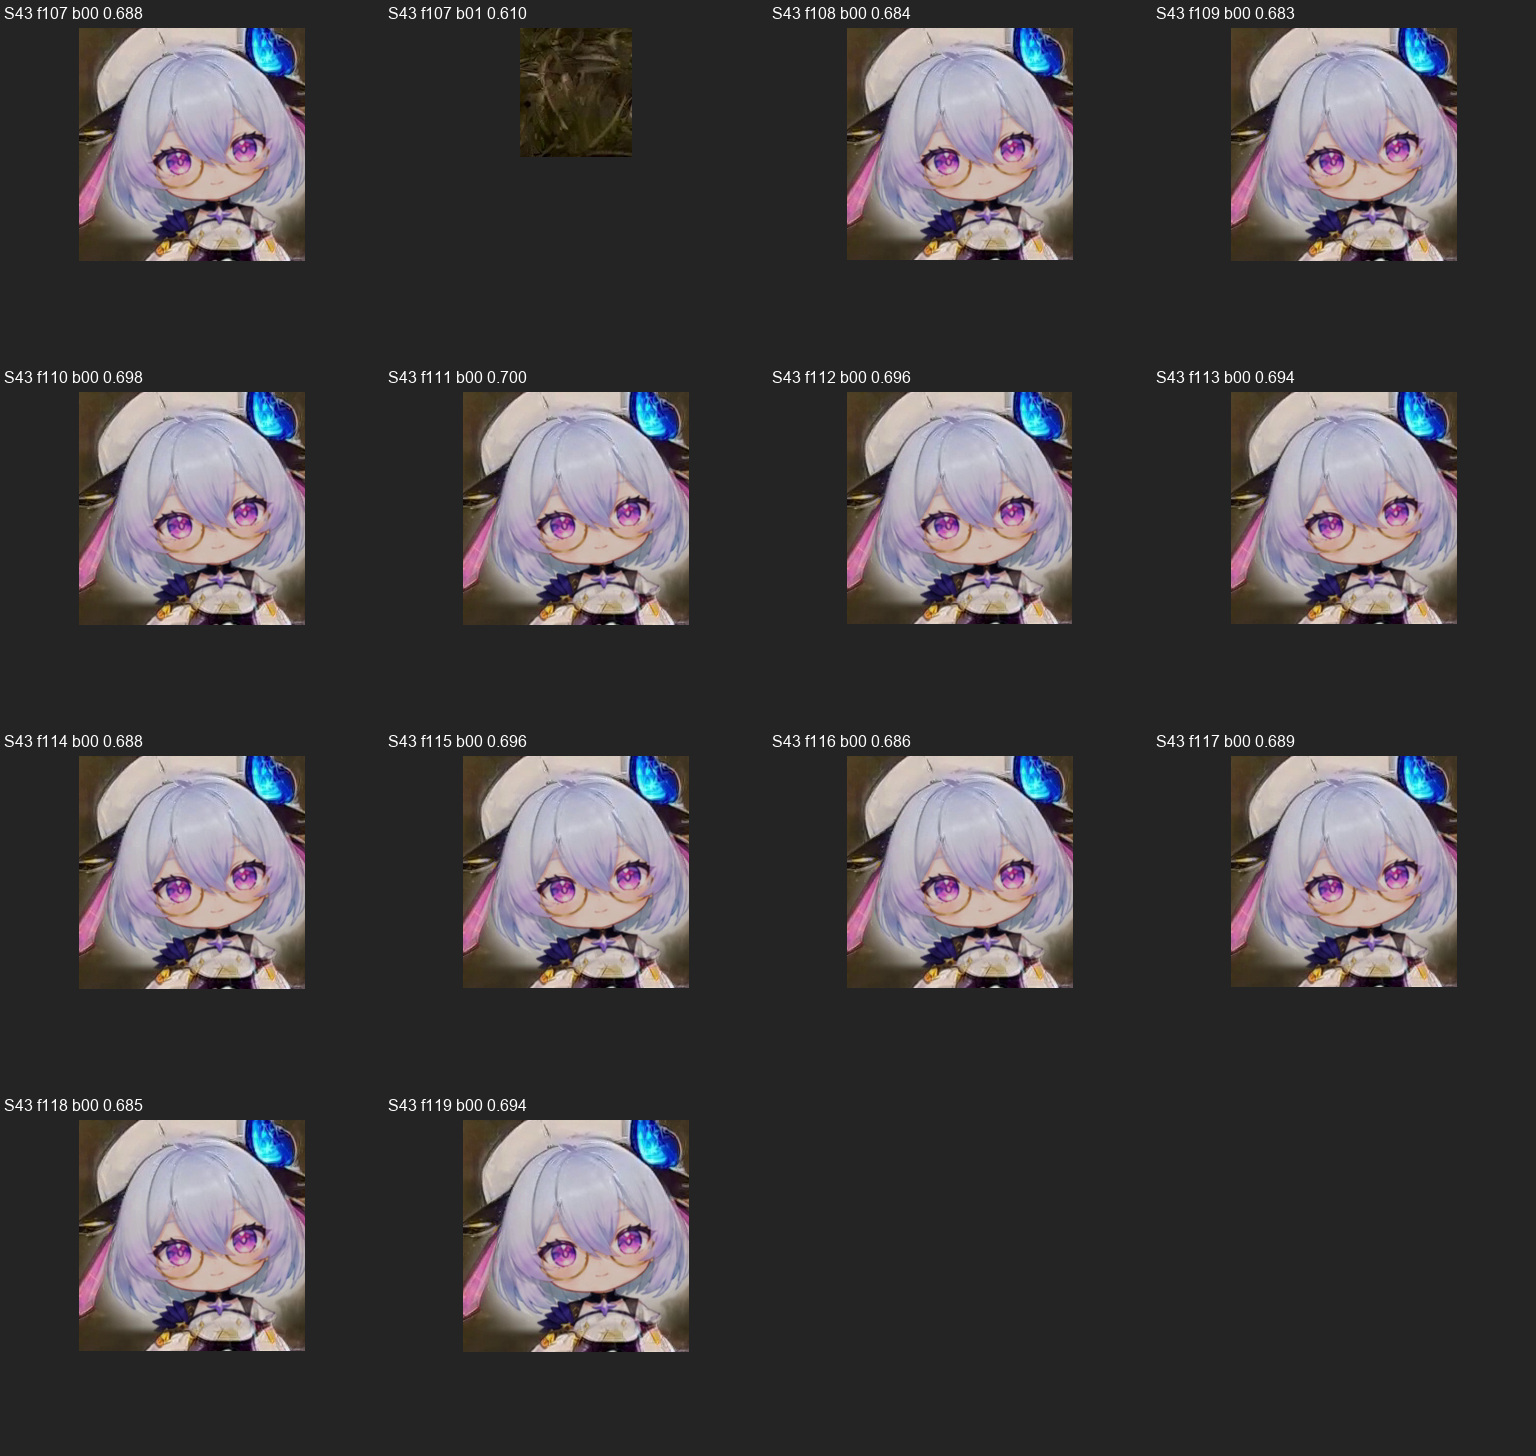 S43 f107 b00 0.688
S43 f107 b01 0.610
S43 f108 b00 0.684
S43 f109 b00 0.683
S43 f110 b00 0.698
S43 f111 b00 0.700
S43 f112 b00 0.696
S43 f113 b00 0.694
S43 f114 b00 0.688
S43 f115 b00 0.696
S43 f116 b00 0.686
S43 f117 b00 0.689
S43 f118 b00 0.685
S43 f119 b00 0.694